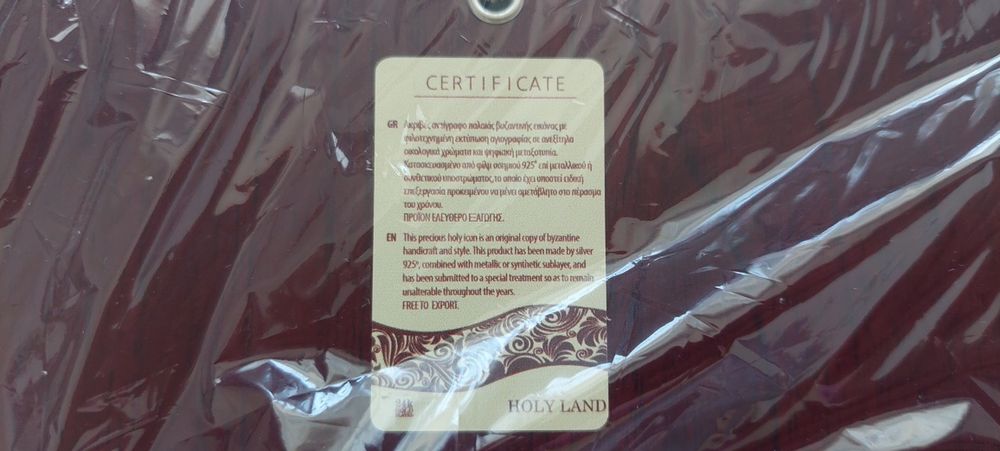 CERTIFICATE
GR Ακριβές αντίγραφο παλαιάς βυζαντινής εικόνας με
φιλοτεχνημένη εκτύπωση αγιογραφίας σε ανεξίτηλα
οικολογικά χρώματα και ψηφιακή μεταξοτυπία.
Κατασκευασμένο από φιλμ ασημιού 925° επί μεταλλικού ή
συνθετικού υποστρώματος, το οποίο έχει υποστεί ειδική
επεξεργασία προκειμένου να μένει αμετάβλητο στο πέρασμα
του χρόνου.
ΠΡΟΪΟΝ ΕΛΕΥΘΕΡΟ ΕΞΑΓΩΓΗΣ.
EN This precious holy icon is an original copy of byzantine
handicraft and style. This product has been made by silver
925°, combined with metallic or synthetic sublayer, and
has been submitted to a special treatment so as to remain
unalterable throughout the years.
FREE TO EXPORT.
24K
HOLY LAND